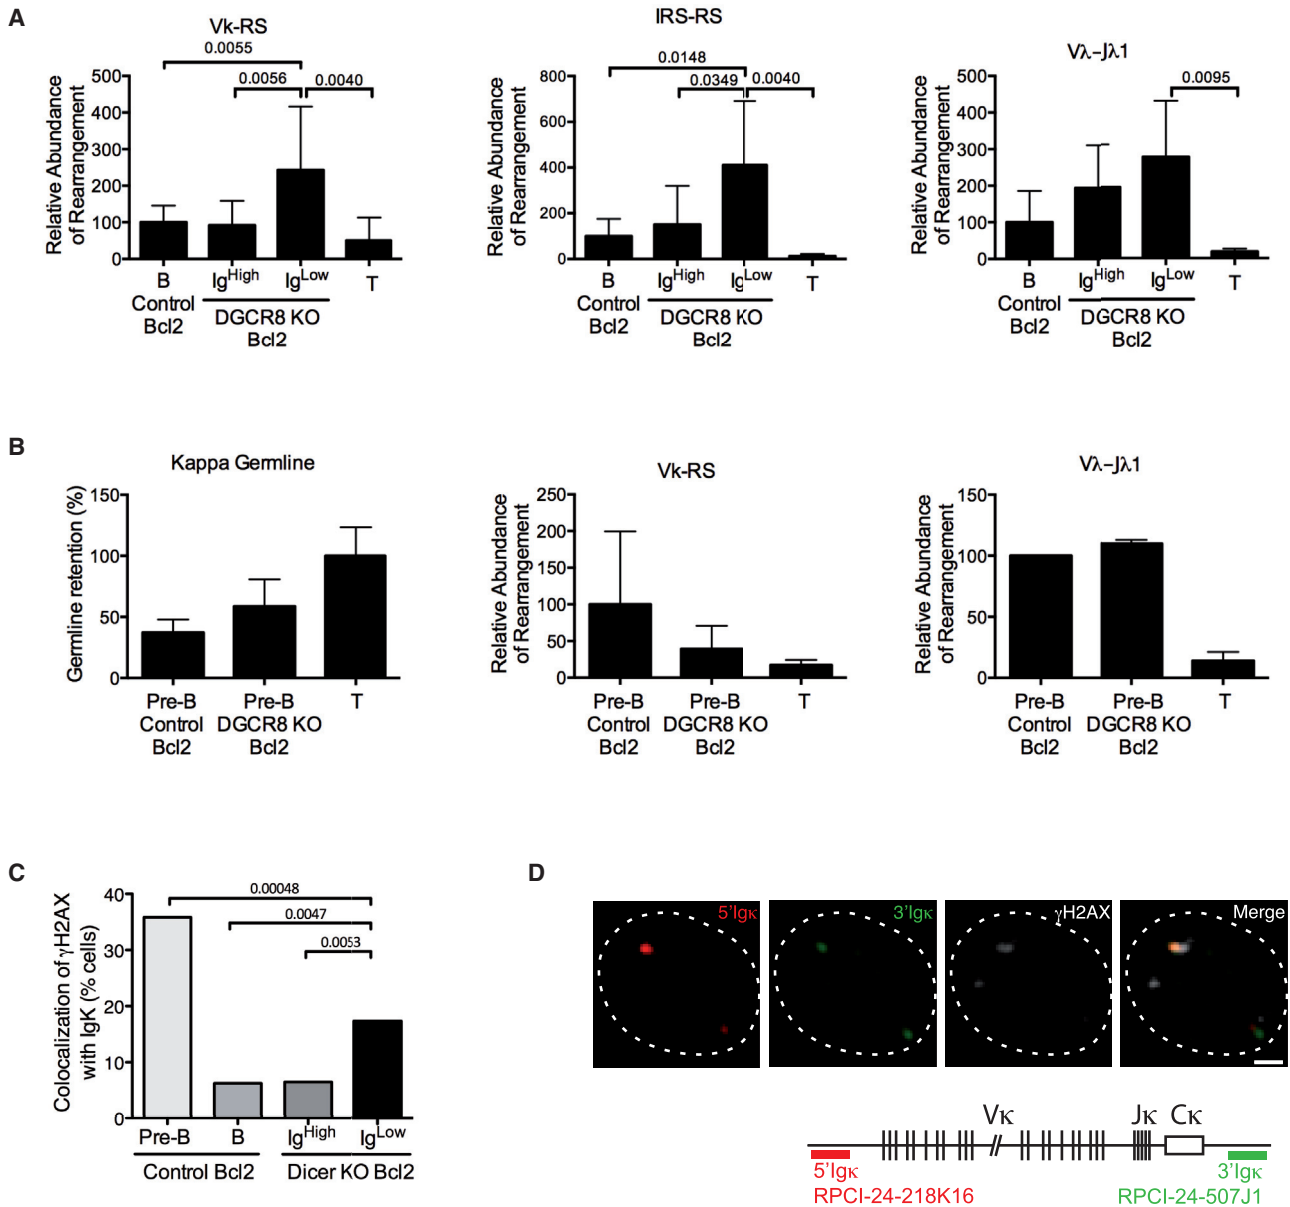 A
Vk-RS
0.0055
0.0056
0.0040
Relative Abundance
of Rearrangement
500
400
300
200
100
0
B
Control
Bcl2
IgHigh
IgLow
DGCR8 KO
Bcl2
T
IRS-RS
0.0148
0.0349
0.0040
Relative Abundance
of Rearrangement
800
600
400
200
0
B
Control
Bcl2
IgHigh
IgLow
DGCR8 KO
Bcl2
T
Vλ–Jλ1
0.0095
Relative Abundance
of Rearrangement
500
400
300
200
100
0
B
Control
Bcl2
IgHigh
IgLow
DGCR8 KO
Bcl2
T
B
Kappa Germline
Germline retention (%)
150
100
50
0
Pre-B
Control
Bcl2
Pre-B
DGCR8 KO
Bcl2
T
Vk-RS
Relative Abundance
of Rearrangement
250
200
150
100
50
0
Pre-B
Control
Bcl2
Pre-B
DGCR8 KO
Bcl2
T
Vλ–Jλ1
Relative Abundance
of Rearrangement
150
100
50
0
Pre-B
Control
Bcl2
Pre-B
DGCR8 KO
Bcl2
T
C
0.00048
0.0047
0.0053
Colocalization of γH2AX
with IgK (% cells)
40
30
20
10
0
Pre-B
B
Control Bcl2
IgHigh
IgLow
Dicer KO Bcl2
D
5'Igκ
3'Igκ
γH2AX
Merge
Vκ
Jκ
Cκ
5'Igκ
RPCI-24-218K16
3'Igκ
RPCI-24-507J1